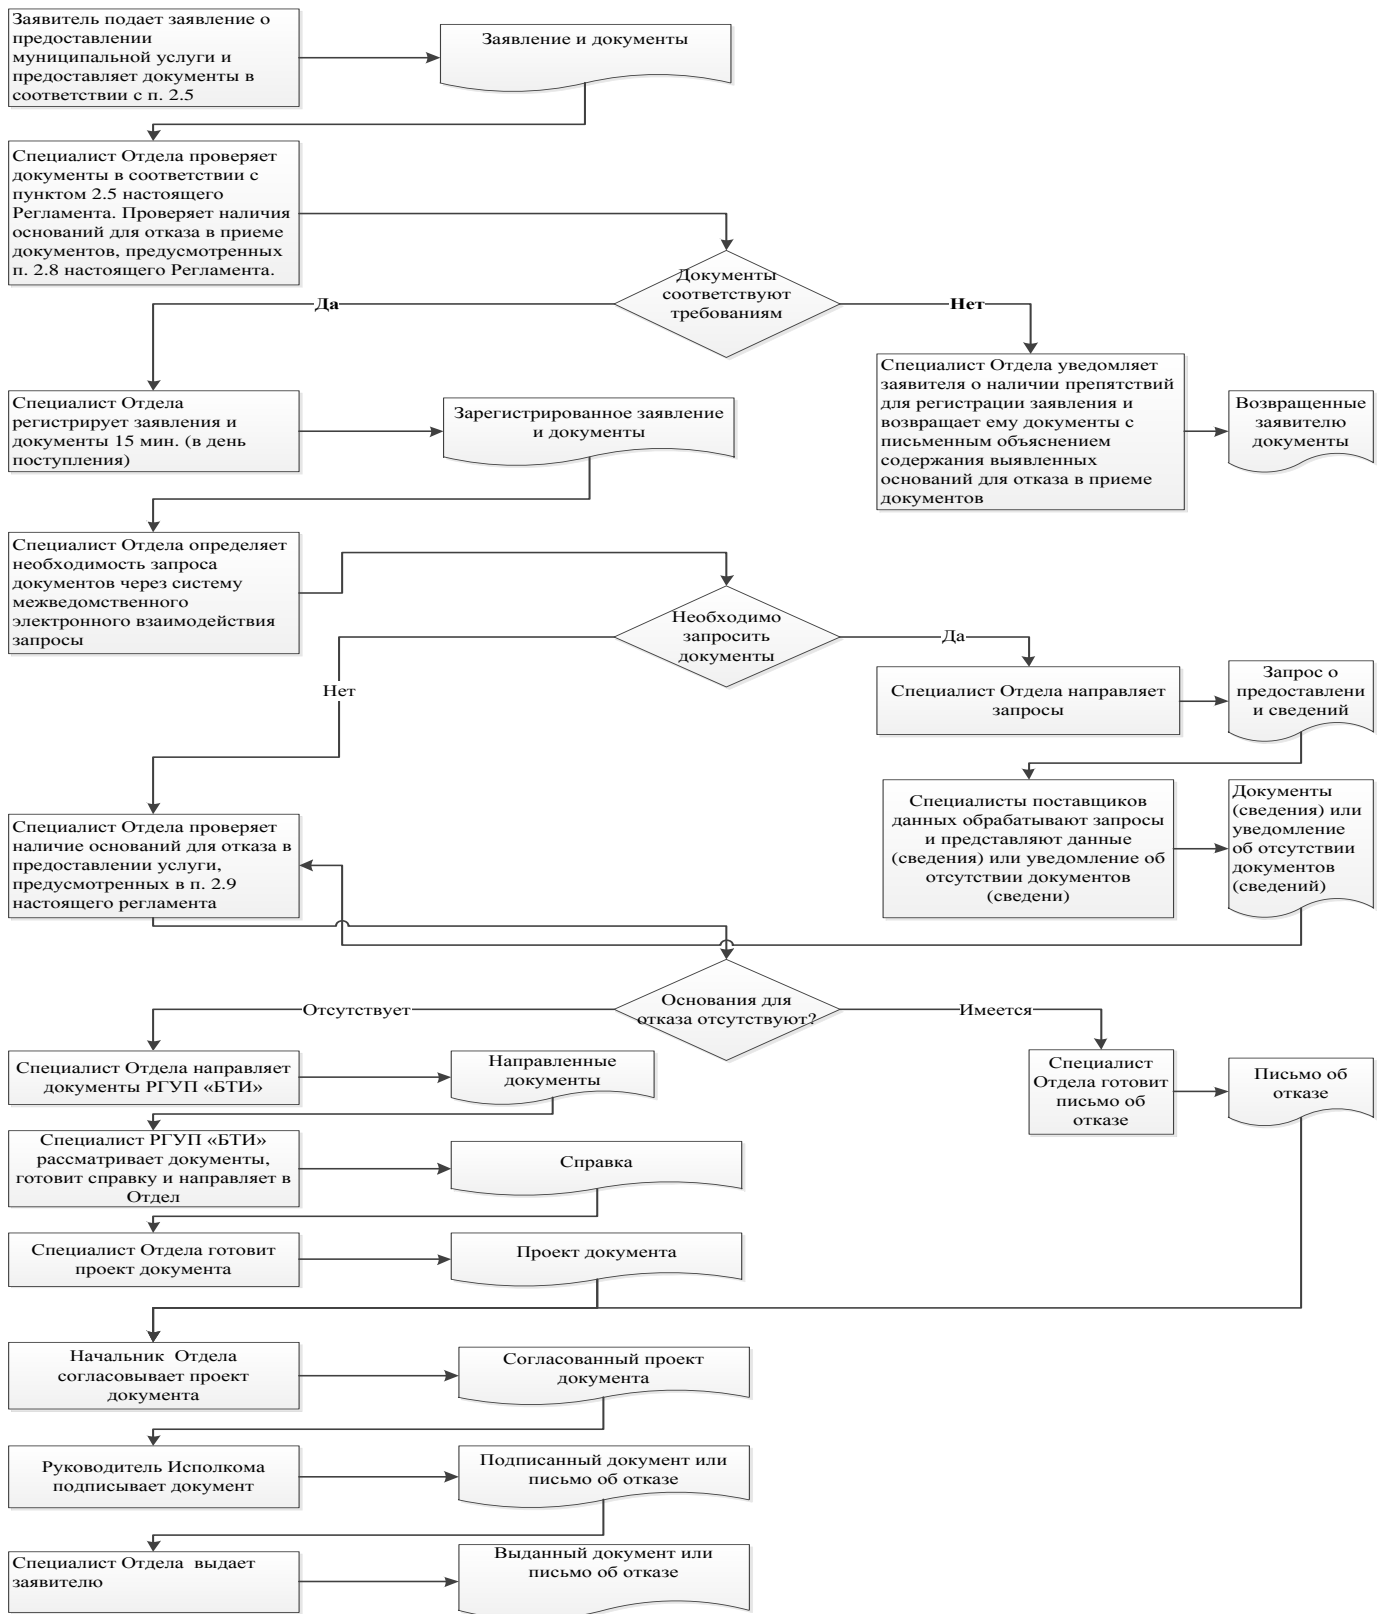 Заявитель подает заявление о
предоставлении
муниципальной услуги и
предоставляет документы в
соответствии с п. 2.5
Заявление и документы
Специалист Отдела проверяет
документы в соответствии с
пунктом 2.5 настоящего
Регламента. Проверяет наличия
оснований для отказа в приеме
документов, предусмотренных
п. 2.8 настоящего Регламента.
Документы
соответствуют
требованиям
Да
Нет
Специалист Отдела
регистрирует заявления и
документы 15 мин. (в день
поступления)
Зарегистрированное заявление
и документы
Специалист Отдела уведомляет
заявителя о наличии препятствий
для регистрации заявления и
возвращает ему документы с
письменным объяснением
содержания выявленных
оснований для отказа в приеме
документов
Возвращенные
заявителю
документы
Специалист Отдела определяет
необходимость запроса
документов через систему
межведомственного
электронного взаимодействия
запросы
Необходимо
запросить
документы
Да
Нет
Специалист Отдела направляет
запросы
Запрос о
предоставлени
и сведений
Специалисты поставщиков
данных обрабатывают запросы
и представляют данные
(сведения) или уведомление об
отсутствии документов
(сведени)
Документы
(сведения) или
уведомление
об отсутствии
документов
(сведений)
Специалист Отдела проверяет
наличие оснований для отказа в
предоставлении услуги,
предусмотренных в п. 2.9
настоящего регламента
Основания для
отказа отсутствуют?
Отсутствует
Имеется
Специалист Отдела направляет
документы РГУП «БТИ»
Направленные
документы
Специалист
Отдела готовит
письмо об
отказе
Письмо об
отказе
Специалист РГУП «БТИ»
рассматривает документы,
готовит справку и направляет в
Отдел
Справка
Специалист Отдела готовит
проект документа
Проект документа
Начальник  Отдела
согласовывает проект
документа
Согласованный проект
документа
Руководитель Исполкома
подписывает документ
Подписанный документ или
письмо об отказе
Специалист Отдела  выдает
заявителю
Выданный документ или
письмо об отказе